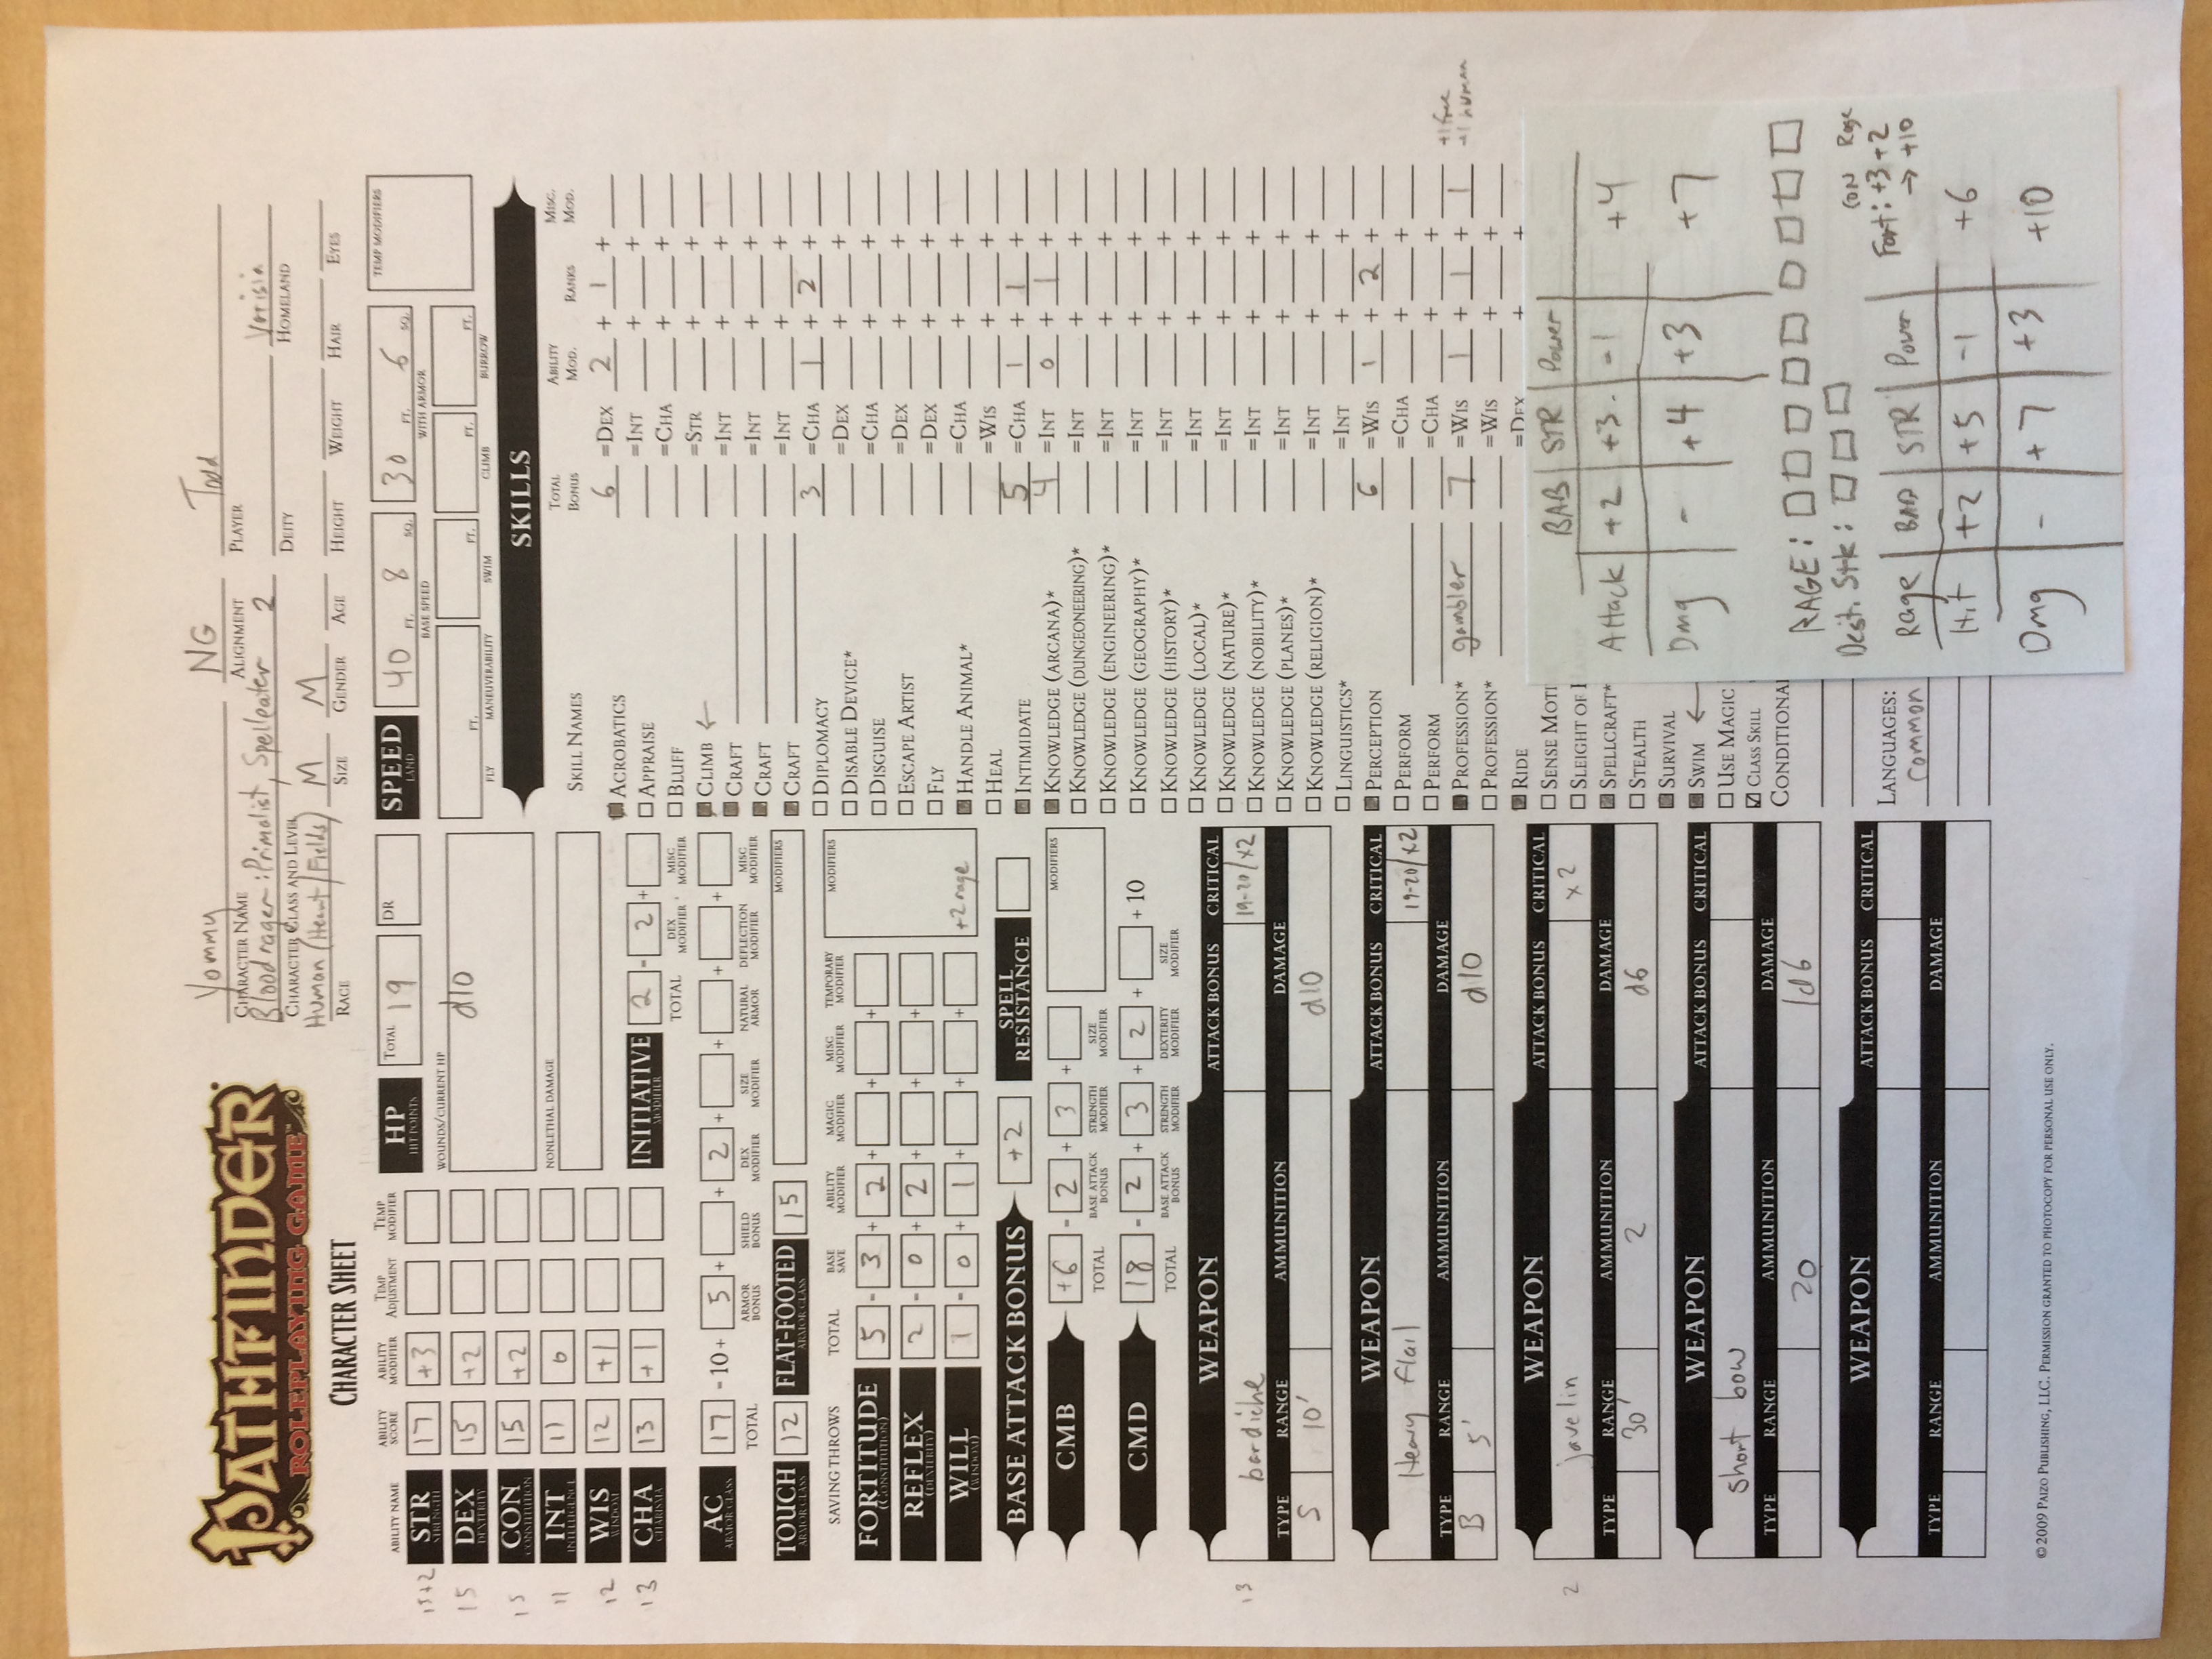 Yommy NG Todd
CHARACTER NAME ALIGNMENT PLAYER
PATHFINDER
ROLEPLAYING GAME™
Bloodrager: Primalist, Spelleater 2 Varisia
CHARACTER CLASS AND LEVEL DEITY HOMELAND
Human (Heart/Fields) M M
RACE SIZE GENDER AGE HEIGHT WEIGHT HAIR EYES
CHARACTER SHEET
ABILITY NAME ABILITY SCORE ABILITY MODIFIER TEMP ADJUSTMENT TEMP MODIFIER
15+2 STR STRENGTH 17 +3
15 DEX DEXTERITY 15 +2
15 CON CONSTITUTION 15 +2
11 INT INTELLIGENCE 11 0
12 WIS WISDOM 12 +1
13 CHA CHARISMA 13 +1
HP HIT POINTS TOTAL 19 DR
WOUNDS/CURRENT HP
d10
NONLETHAL DAMAGE
INITIATIVE MODIFIER 2 = 2 +
TOTAL DEX MODIFIER MISC MODIFIER
SPEED LAND 40 FT. 8 SQ. 30 FT. 6 SQ. TEMP MODIFIERS
BASE SPEED WITH ARMOR
FT. FT. FT. FT.
FLY MANEUVERABILITY SWIM CLIMB BURROW
AC ARMOR CLASS 17 = 10 + 5 + + 2 + + + +
TOTAL ARMOR BONUS SHIELD BONUS DEX MODIFIER SIZE MODIFIER NATURAL ARMOR DEFLECTION MODIFIER MISC MODIFIER
TOUCH ARMOR CLASS 12 FLAT-FOOTED ARMOR CLASS 15 MODIFIERS
SAVING THROWS TOTAL BASE SAVE ABILITY MODIFIER MAGIC MODIFIER MISC MODIFIER TEMPORARY MODIFIER MODIFIERS
FORTITUDE (CONSTITUTION) 5 = 3 + 2 + + +
REFLEX (DEXTERITY) 2 = 0 + 2 + + +
WILL (WISDOM) 1 = 0 + 1 + + + +2 rage
BASE ATTACK BONUS +2 SPELL RESISTANCE
CMB +6 = 2 + 3 + MODIFIERS
TOTAL BASE ATTACK BONUS STRENGTH MODIFIER SIZE MODIFIER
CMD 18 = 2 + 3 + 2 + + 10
TOTAL BASE ATTACK BONUS STRENGTH MODIFIER DEXTERITY MODIFIER SIZE MODIFIER
WEAPON ATTACK BONUS CRITICAL
13 bardiche 19-20/x2
TYPE RANGE AMMUNITION DAMAGE
S 10' d10
WEAPON ATTACK BONUS CRITICAL
Heavy flail 19-20/x2
TYPE RANGE AMMUNITION DAMAGE
B 5' d10
WEAPON ATTACK BONUS CRITICAL
2 javelin x2
TYPE RANGE AMMUNITION DAMAGE
30' 2 d6
WEAPON ATTACK BONUS CRITICAL
short bow
TYPE RANGE AMMUNITION DAMAGE
20 1d6
WEAPON ATTACK BONUS CRITICAL
TYPE RANGE AMMUNITION DAMAGE
© 2009 PAIZO PUBLISHING, LLC. PERMISSION GRANTED TO PHOTOCOPY FOR PERSONAL USE ONLY.
SKILLS
SKILL NAMES TOTAL BONUS ABILITY MOD. RANKS MISC. MOD.
ACROBATICS 6 =DEX 2 + 1 +
APPRAISE =INT + +
BLUFF =CHA + +
CLIMB ← =STR + +
CRAFT =INT + +
CRAFT =INT + +
CRAFT =INT + +
DIPLOMACY 3 =CHA 1 + 2 +
DISABLE DEVICE* =DEX + +
DISGUISE =CHA + +
ESCAPE ARTIST =DEX + +
FLY =DEX + +
HANDLE ANIMAL* =CHA + +
HEAL =WIS + +
INTIMIDATE 5 =CHA 1 + 1 +
KNOWLEDGE (ARCANA)* 4 =INT 0 + 1 +
KNOWLEDGE (DUNGEONEERING)* =INT + +
KNOWLEDGE (ENGINEERING)* =INT + +
KNOWLEDGE (GEOGRAPHY)* =INT + +
KNOWLEDGE (HISTORY)* =INT + +
KNOWLEDGE (LOCAL)* =INT + +
KNOWLEDGE (NATURE)* =INT + +
KNOWLEDGE (NOBILITY)* =INT + +
KNOWLEDGE (PLANES)* =INT + +
KNOWLEDGE (RELIGION)* =INT + +
LINGUISTICS* =INT + +
PERCEPTION 6 =WIS 1 + 2 +
PERFORM =CHA + +
PERFORM =CHA + +
PROFESSION* gambler 7 =WIS 1 + 1 + 1 +1 free +1 human
PROFESSION* =WIS + +
RIDE =DEX + +
SENSE MOTI
SLEIGHT OF
SPELLCRAFT*
STEALTH
SURVIVAL
SWIM ←
USE MAGIC
CLASS SKILL
CONDITIONA
LANGUAGES:
common
BAB STR Power
Attack +2 +3 -1 +4
Dmg - +4 +3 +7
RAGE:
Dest. Stk:
CON Rage
Fort: +3 +2
→ +10
Rage BAB STR Power
Hit +2 +5 -1 +6
Dmg - +7 +3 +10